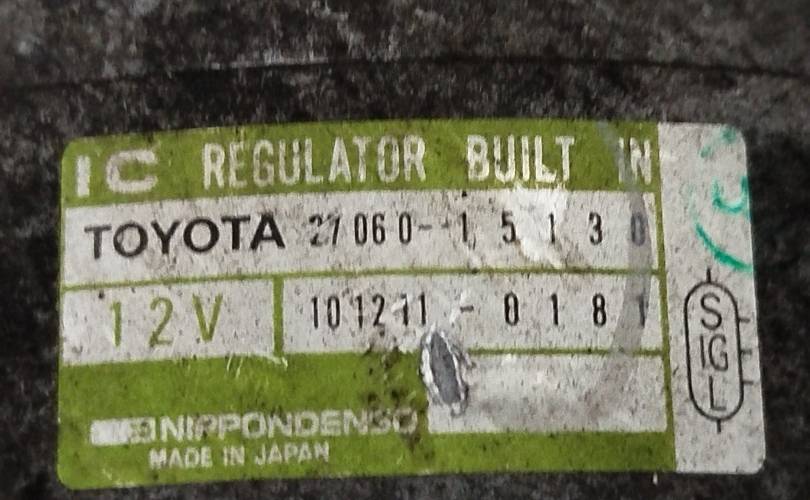 IC REGULATOR BUILT IN
TOYOTA 27060-15130
12V 101211-0181
NIPPONDENSO
MADE IN JAPAN
S
IG
L